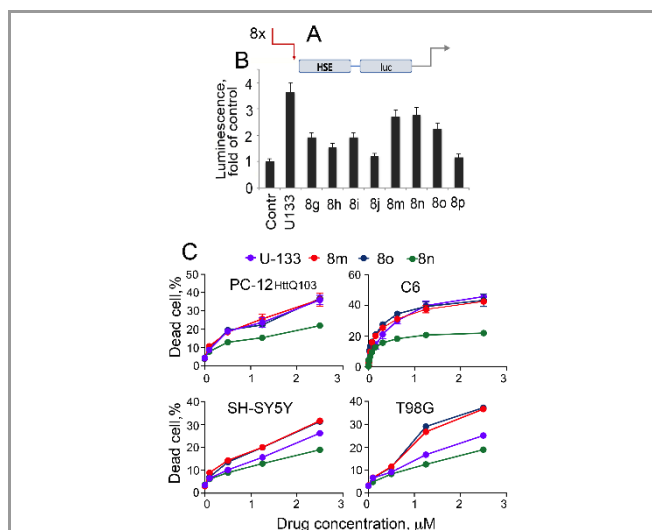 8x
A
B
HSE
luc
Luminescence,
fold of control
4
3
2
1
0
Contr
U133
8g
8h
8i
8j
8m
8n
8o
8p
C
U-133
8m
8o
8n
Dead cell,%
PC-12HttQ103
50
40
30
20
10
0
0
1
2
3
C6
60
40
20
0
0
1
2
3
Dead cell,%
SH-SY5Y
40
30
20
10
0
0
1
2
3
T98G
40
30
20
10
0
0
1
2
3
Drug concentration, μM